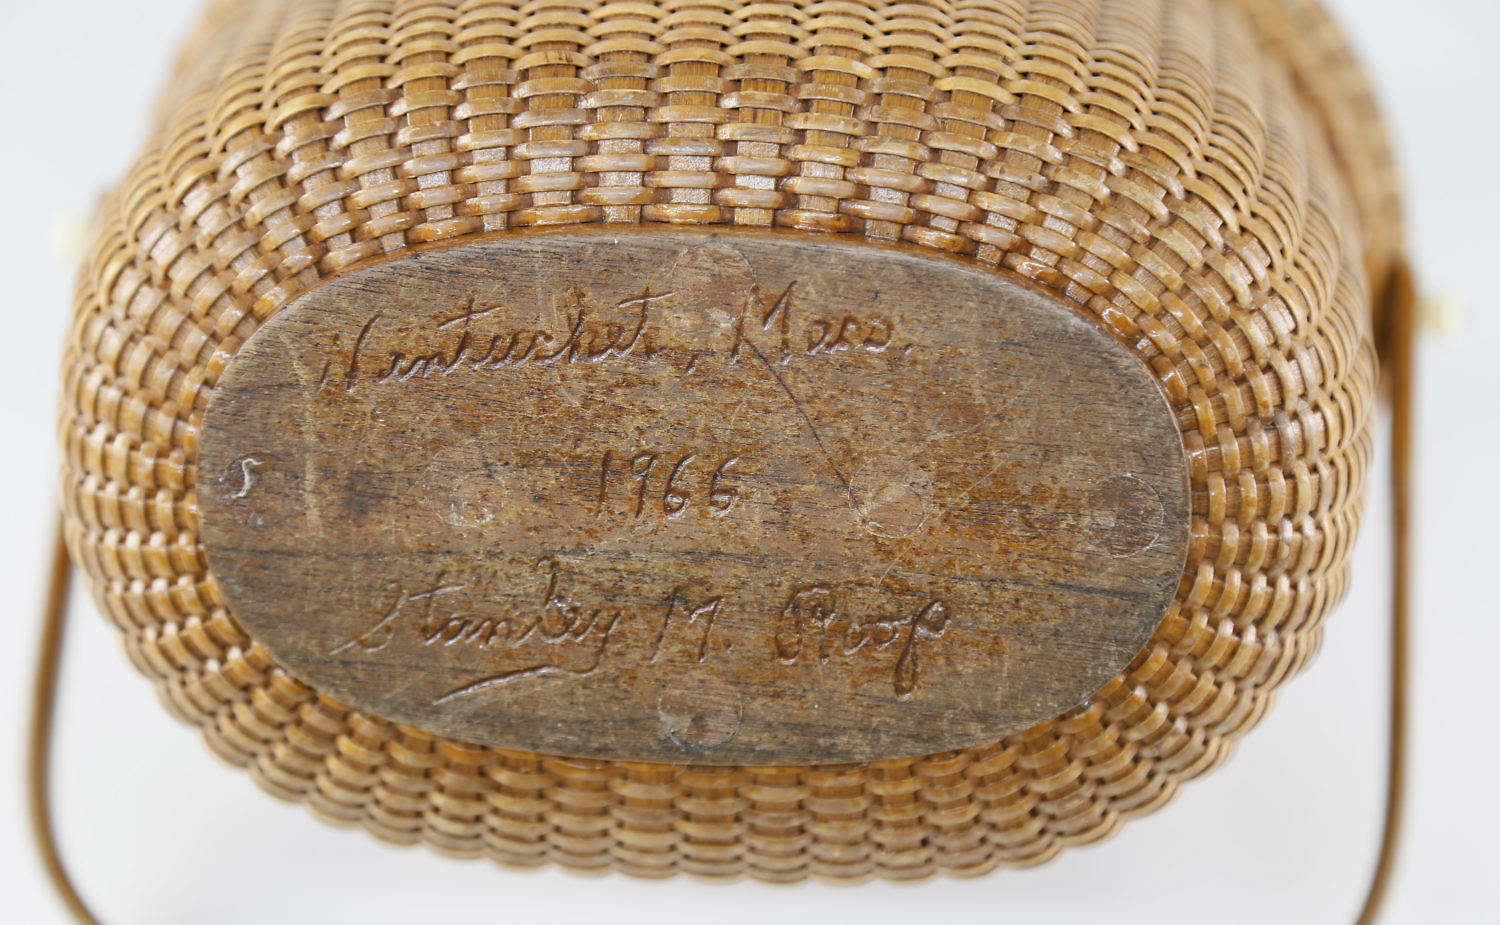 Nantucket, Mass.
1966
Stanley M. Roop